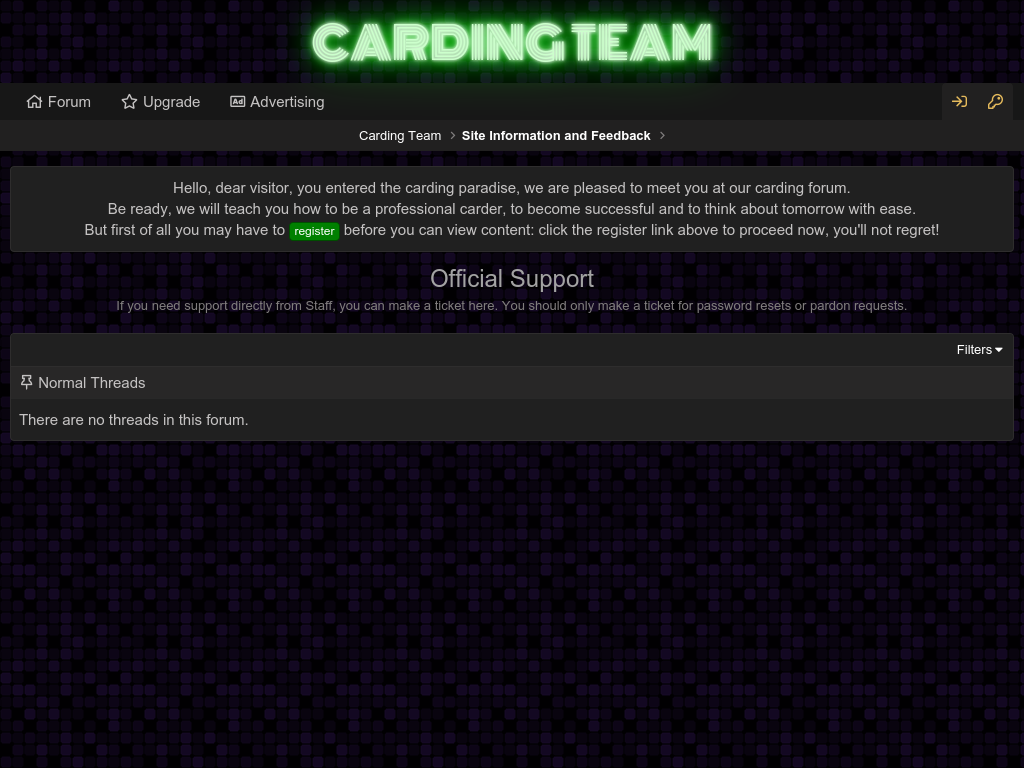 CARDING TEAM
Forum Upgrade Ad Advertising
Carding Team Site Information and Feedback
Hello, dear visitor, you entered the carding paradise, we are pleased to meet you at our carding forum.
Be ready, we will teach you how to be a professional carder, to become successful and to think about tomorrow with ease.
But first of all you may have to register before you can view content: click the register link above to proceed now, you'll not regret!
Official Support
If you need support directly from Staff, you can make a ticket here. You should only make a ticket for password resets or pardon requests.
Filters
Normal Threads
There are no threads in this forum.